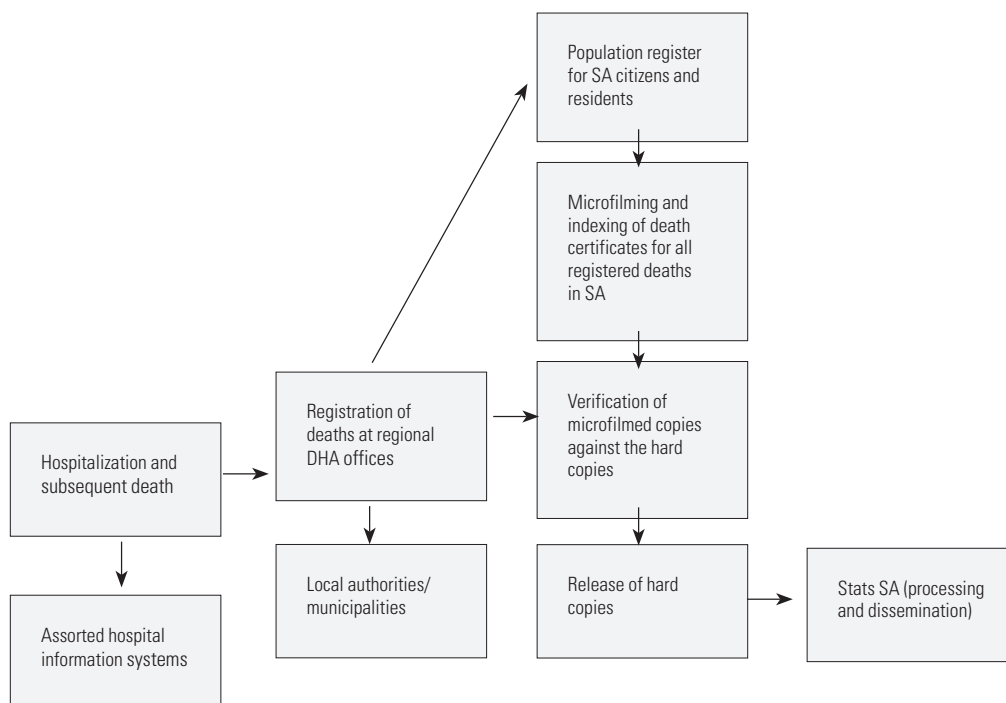 Population register
for SA citizens and
residents
Microfilming and
indexing of death
certificates for all
registered deaths
in SA
Registration of
deaths at regional
DHA offices
Verification of
microfilmed copies
against the hard
copies
Hospitalization and
subsequent death
Local authorities/
municipalities
Release of hard
copies
Stats SA (processing
and dissemination)
Assorted hospital
information systems